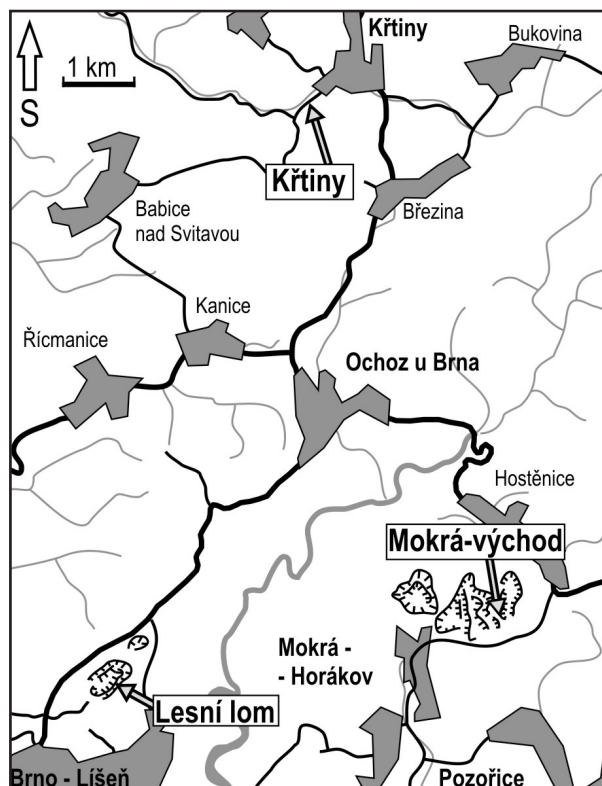 Křtiny
Bukovina
1 km
S
Křtiny
Babice
nad Svitavou
Březina
Kanice
Řícmanice
Ochoz u Brna
Hostěnice
Mokrá-východ
Mokrá -
- Horákov
Lesní lom
Brno - Líšeň
Pozořice